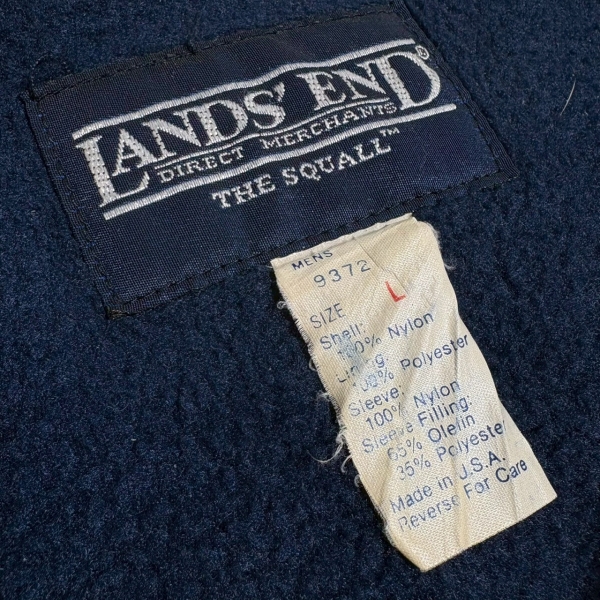 LANDS' END®
DIRECT MERCHANTS
THE SQUALL™
MENS
9372
SIZE L
Shell:
100% Nylon
Lining:
100% Polyester
Sleeve:
100% Nylon
Sleeve Filling:
65% Olefin
35% Polyester
Made in U.S.A.
Reverse For Care